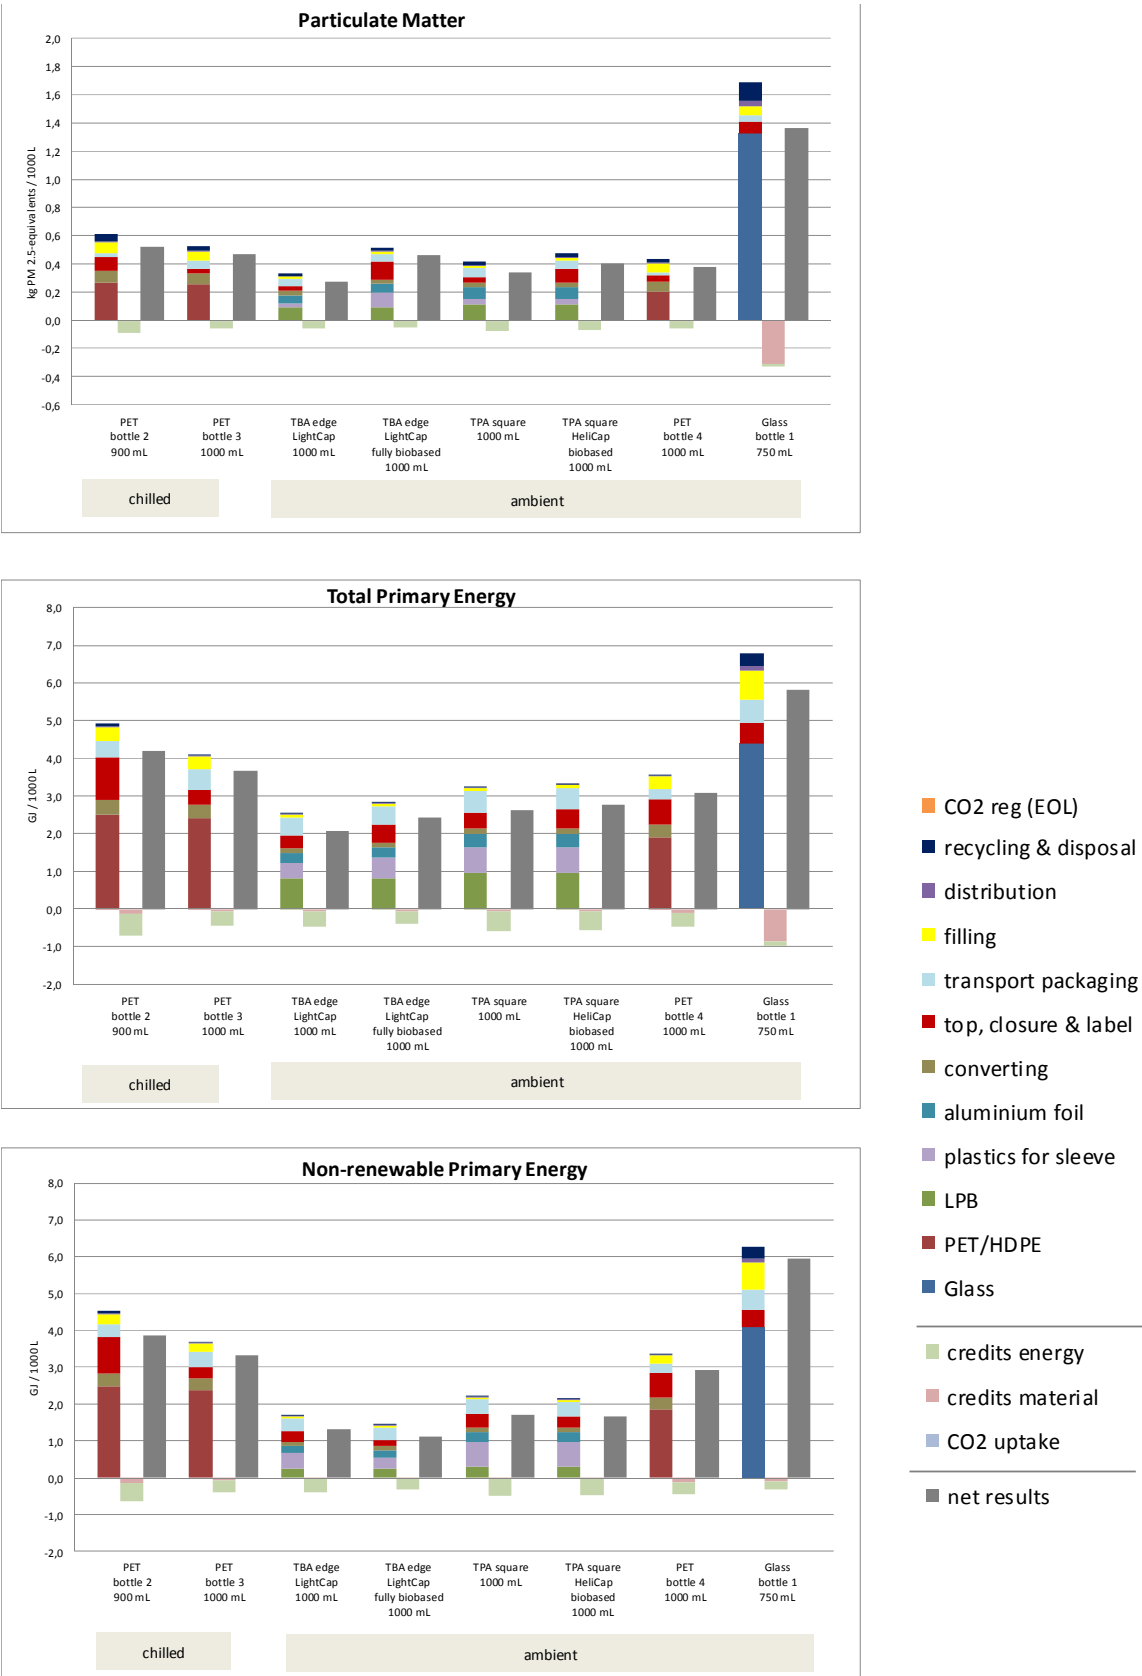 Particulate Matter
2,0
1,8
1,6
1,4
1,2
1,0
0,8
0,6
0,4
0,2
0,0
-0,2
-0,4
-0,6
kg PM 2.5-equivalents / 1000 L
PET
bottle 2
900 mL
PET
bottle 3
1000 mL
TBA edge
LightCap
1000 mL
TBA edge
LightCap
fully biobased
1000 mL
TPA square
1000 mL
TPA square
HeliCap
biobased
1000 mL
PET
bottle 4
1000 mL
Glass
bottle 1
750 mL
chilled
ambient
Total Primary Energy
8,0
7,0
6,0
5,0
4,0
3,0
2,0
1,0
0,0
-1,0
-2,0
GJ / 1000 L
PET
bottle 2
900 mL
PET
bottle 3
1000 mL
TBA edge
LightCap
1000 mL
TBA edge
LightCap
fully biobased
1000 mL
TPA square
1000 mL
TPA square
HeliCap
biobased
1000 mL
PET
bottle 4
1000 mL
Glass
bottle 1
750 mL
chilled
ambient
Non-renewable Primary Energy
8,0
7,0
6,0
5,0
4,0
3,0
2,0
1,0
0,0
-1,0
-2,0
GJ / 1000 L
PET
bottle 2
900 mL
PET
bottle 3
1000 mL
TBA edge
LightCap
1000 mL
TBA edge
LightCap
fully biobased
1000 mL
TPA square
1000 mL
TPA square
HeliCap
biobased
1000 mL
PET
bottle 4
1000 mL
Glass
bottle 1
750 mL
chilled
ambient
CO2 reg (EOL)
recycling & disposal
distribution
filling
transport packaging
top, closure & label
converting
aluminium foil
plastics for sleeve
LPB
PET/HDPE
Glass
credits energy
credits material
CO2 uptake
net results